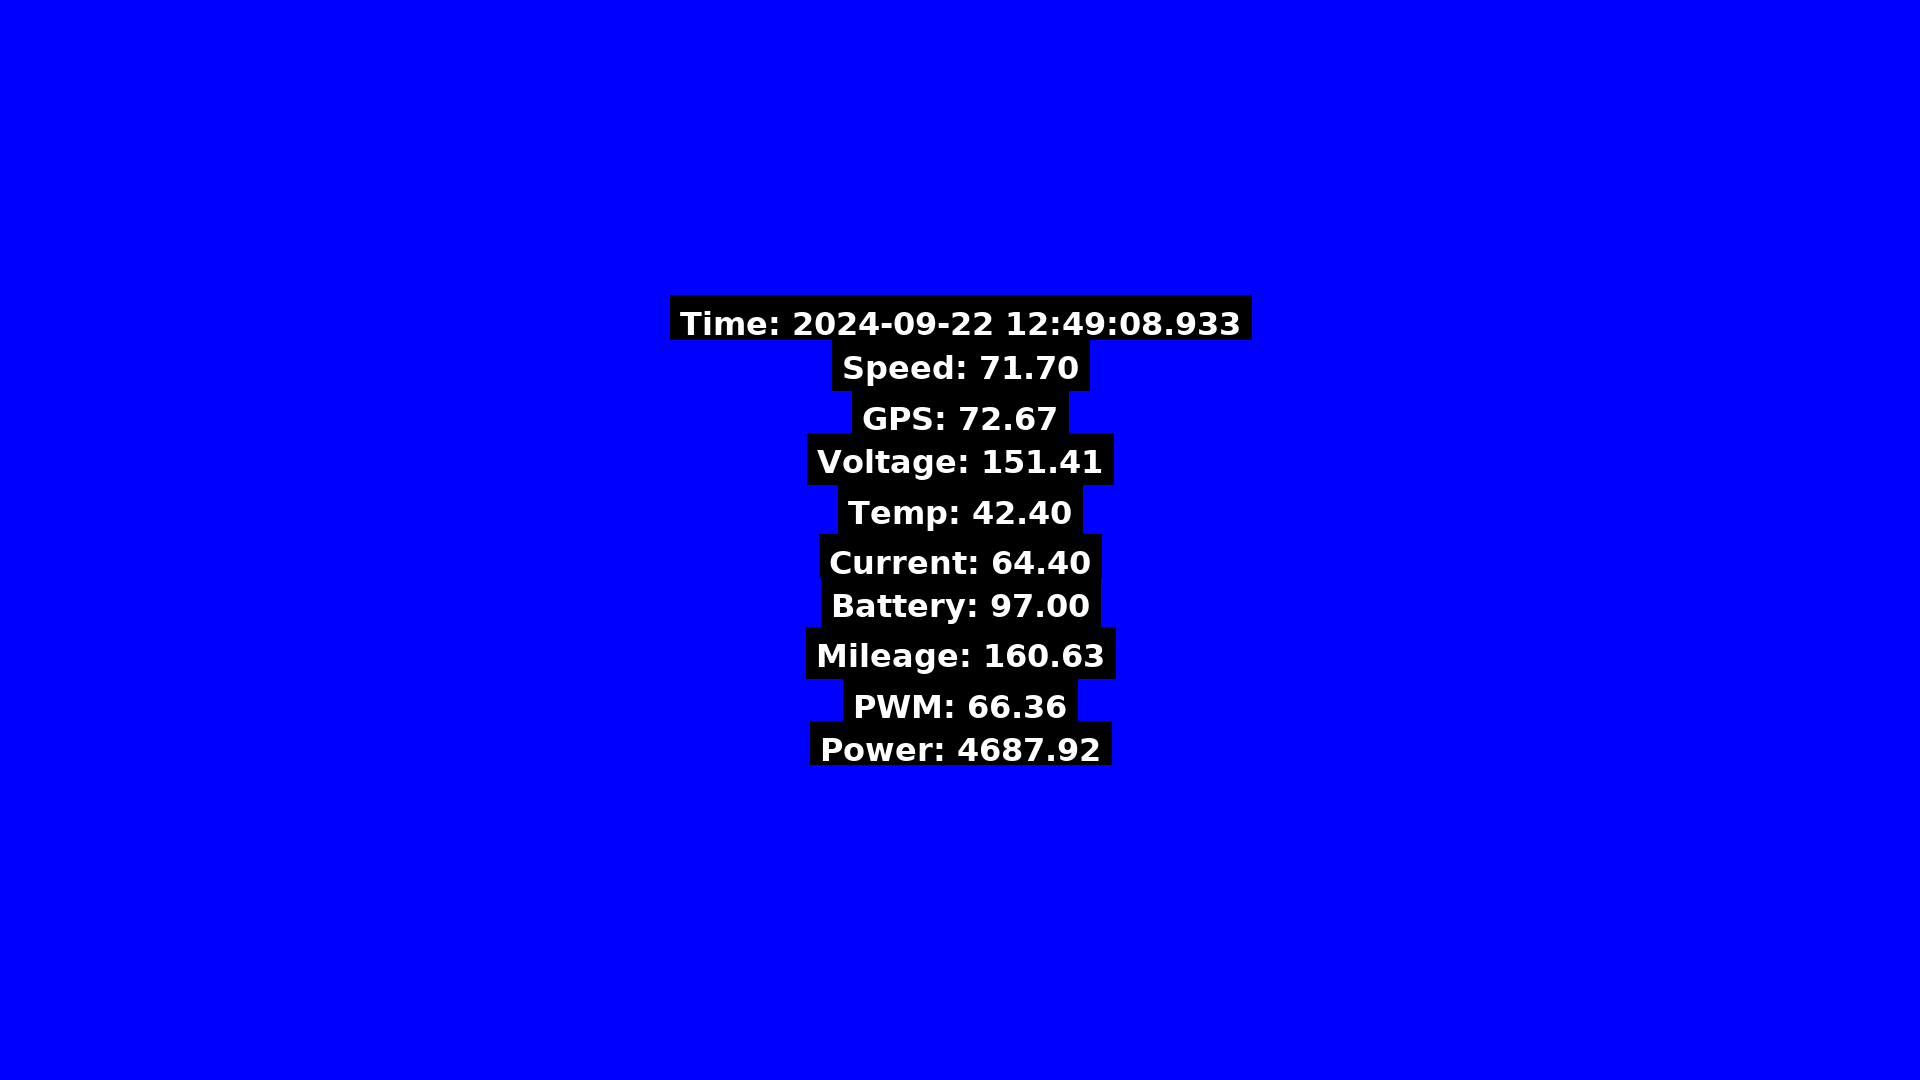 Time: 2024-09-22 12:49:08.933
Speed: 71.70
GPS: 72.67
Voltage: 151.41
Temp: 42.40
Current: 64.40
Battery: 97.00
Mileage: 160.63
PWM: 66.36
Power: 4687.92